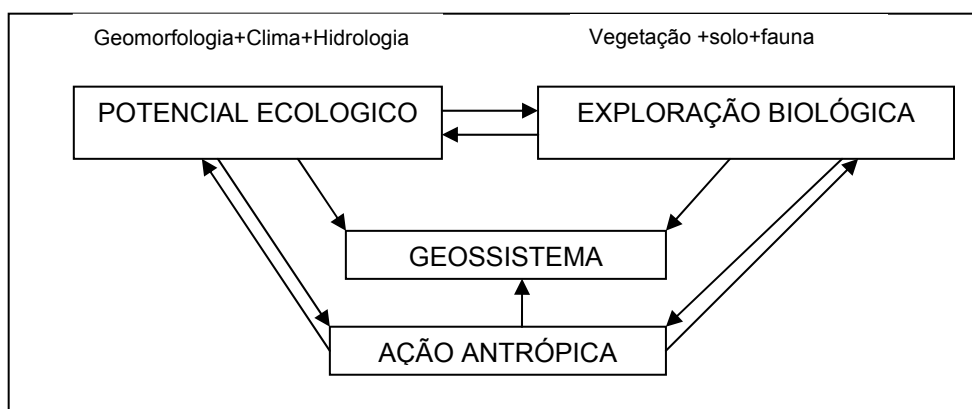 Geomorfologia+Clima+Hidrologia
Vegetação +solo+fauna
POTENCIAL ECOLOGICO
EXPLORAÇÃO BIOLÓGICA
GEOSSISTEMA
AÇÃO ANTRÓPICA